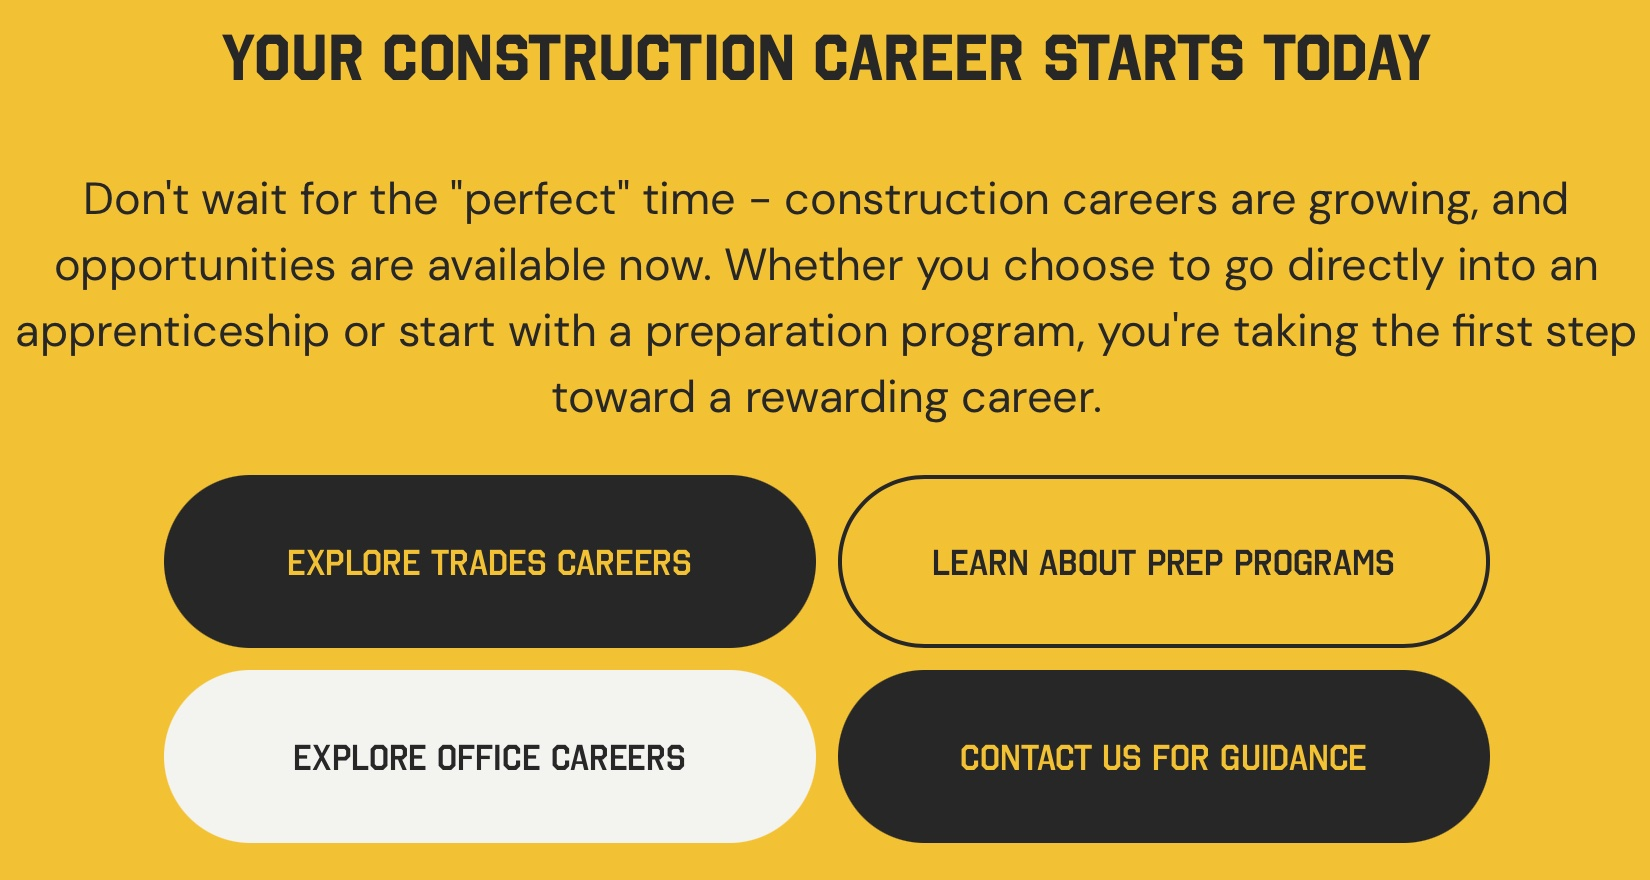 YOUR CONSTRUCTION CAREER STARTS TODAY
Don't wait for the "perfect" time – construction careers are growing, and
opportunities are available now. Whether you choose to go directly into an
apprenticeship or start with a preparation program, you're taking the first step
toward a rewarding career.
EXPLORE TRADES CAREERS
LEARN ABOUT PREP PROGRAMS
EXPLORE OFFICE CAREERS
CONTACT US FOR GUIDANCE